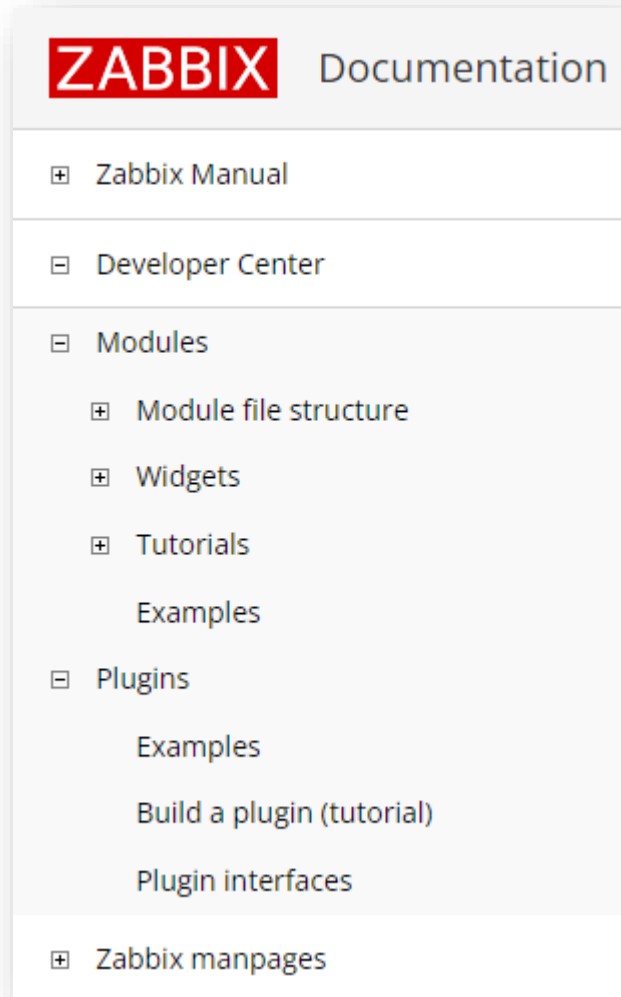 ZABBIX Documentation
Zabbix Manual
Developer Center
Modules
Module file structure
Widgets
Tutorials
Examples
Plugins
Examples
Build a plugin (tutorial)
Plugin interfaces
Zabbix manpages